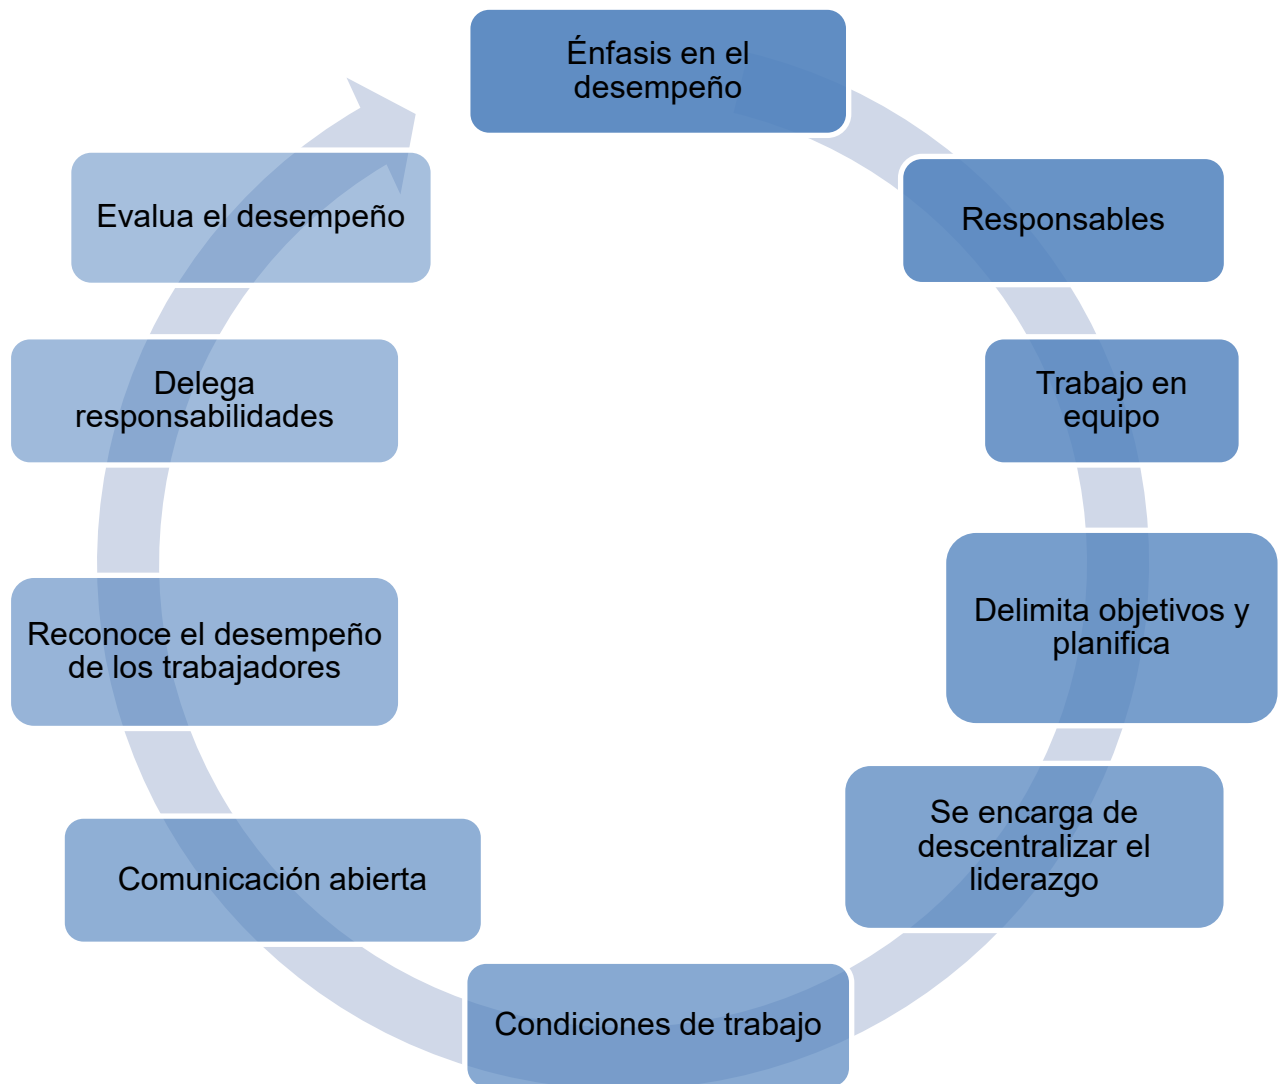 Énfasis en el
desempeño
Responsables
Trabajo en
equipo
Delimita objetivos y
planifica
Se encarga de
descentralizar el
liderazgo
Condiciones de trabajo
Comunicación abierta
Reconoce el desempeño
de los trabajadores
Delega
responsabilidades
Evalua el desempeño